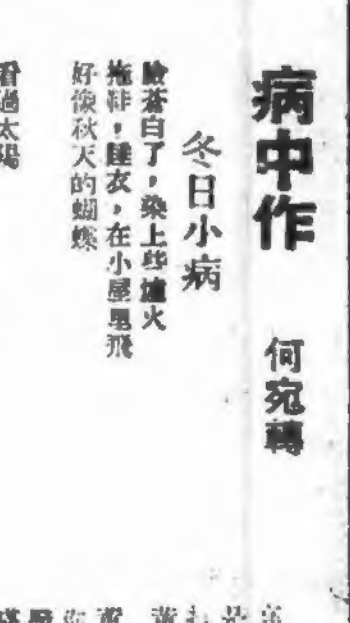 病中作
何宛轉
冬日小病
臉蒼白了，染上些爐火
拖鞋，睡衣，在小屋里飛
好像秋天的蝴蝶
看過太陽